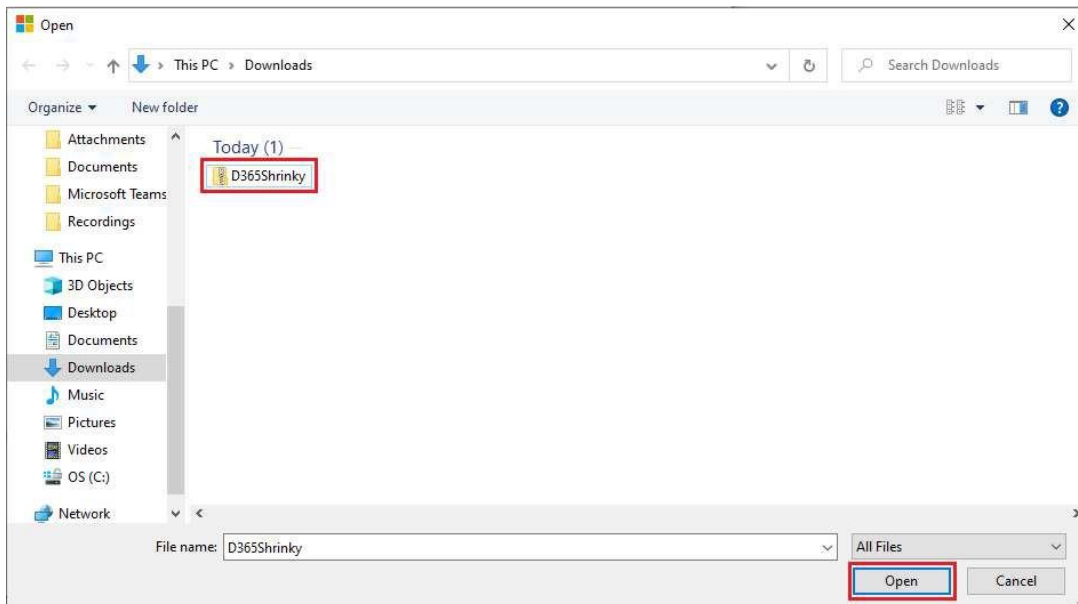 Open
This PC > Downloads
Search Downloads
Organize
New folder
Attachments
Documents
Microsoft Teams
Recordings
This PC
3D Objects
Desktop
Documents
Downloads
Music
Pictures
Videos
OS (C:)
Network
Today (1)
D365Shrinky
File name: D365Shrinky
All Files
Open
Cancel